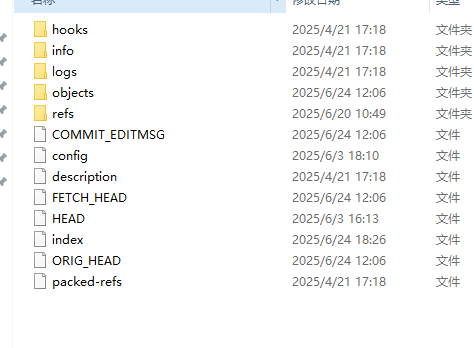 名称 修改日期 类型
hooks 2025/4/21 17:18 文件夹
info 2025/4/21 17:18 文件夹
logs 2025/4/21 17:18 文件夹
objects 2025/6/24 12:06 文件夹
refs 2025/6/20 10:49 文件夹
COMMIT_EDITMSG 2025/6/24 12:06 文件
config 2025/6/3 18:10 文件
description 2025/4/21 17:18 文件
FETCH_HEAD 2025/6/24 12:06 文件
HEAD 2025/6/3 16:13 文件
index 2025/6/24 18:26 文件
ORIG_HEAD 2025/6/24 12:06 文件
packed-refs 2025/4/21 17:18 文件